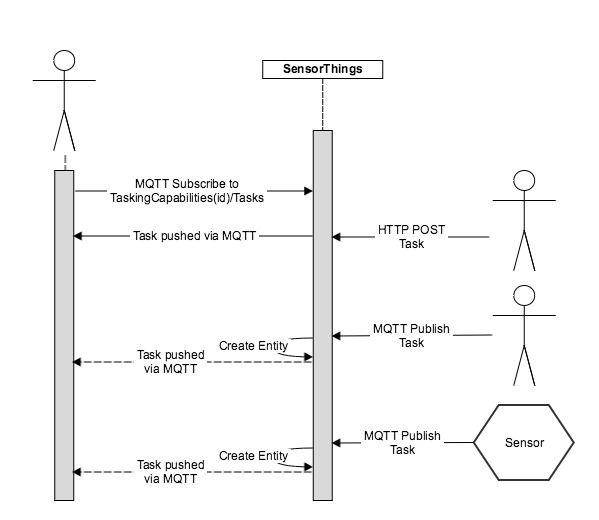 SensorThings
MQTT Subscribe to
TaskingCapabilities(id)/Tasks
Task pushed via MQTT
HTTP POST
Task
MQTT Publish
Task
Create Entity
Task pushed
via MQTT
MQTT Publish
Task
Sensor
Create Entity
Task pushed
via MQTT